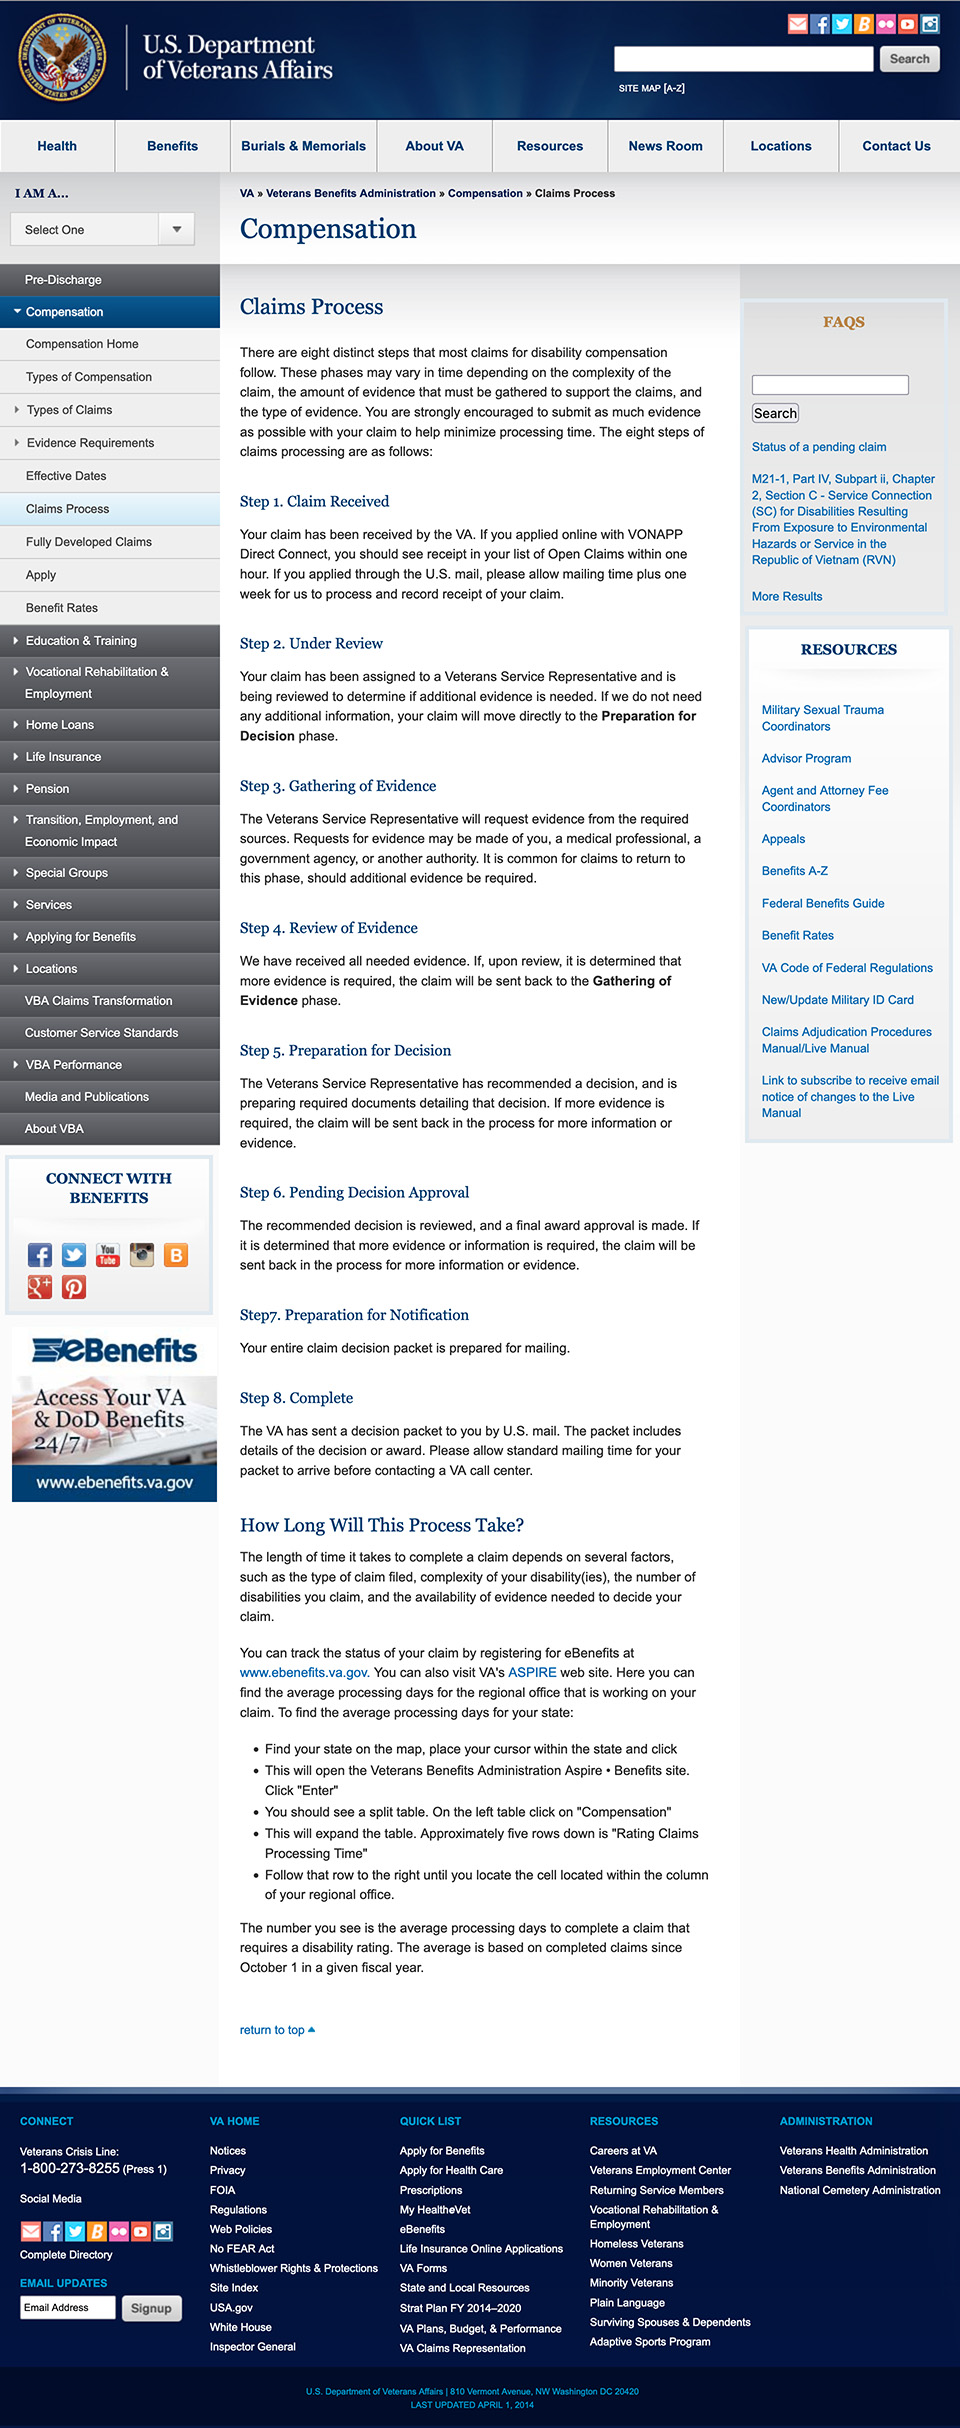 U.S. Department
of Veterans Affairs
Search
SITE MAP [A-Z]
Health
Benefits
Burials & Memorials
About VA
Resources
News Room
Locations
Contact Us
I AM A...
Select One
Pre-Discharge
Compensation
Compensation Home
Types of Compensation
Types of Claims
Evidence Requirements
Effective Dates
Claims Process
Fully Developed Claims
Apply
Benefit Rates
Education & Training
Vocational Rehabilitation &
Employment
Home Loans
Life Insurance
Pension
Transition, Employment, and
Economic Impact
Special Groups
Services
Applying for Benefits
Locations
VBA Claims Transformation
Customer Service Standards
VBA Performance
Media and Publications
About VBA
CONNECT WITH
BENEFITS
You
Tube
eBenefits
Access Your VA
& DoD Benefits
24/7
www.ebenefits.va.gov
VA » Veterans Benefits Administration » Compensation » Claims Process
Compensation
Claims Process
There are eight distinct steps that most claims for disability compensation
follow. These phases may vary in time depending on the complexity of the
claim, the amount of evidence that must be gathered to support the claims, and
the type of evidence. You are strongly encouraged to submit as much evidence
as possible with your claim to help minimize processing time. The eight steps of
claims processing are as follows:
Step 1. Claim Received
Your claim has been received by the VA. If you applied online with VONAPP
Direct Connect, you should see receipt in your list of Open Claims within one
hour. If you applied through the U.S. mail, please allow mailing time plus one
week for us to process and record receipt of your claim.
Step 2. Under Review
Your claim has been assigned to a Veterans Service Representative and is
being reviewed to determine if additional evidence is needed. If we do not need
any additional information, your claim will move directly to the Preparation for
Decision phase.
Step 3. Gathering of Evidence
The Veterans Service Representative will request evidence from the required
sources. Requests for evidence may be made of you, a medical professional, a
government agency, or another authority. It is common for claims to return to
this phase, should additional evidence be required.
Step 4. Review of Evidence
We have received all needed evidence. If, upon review, it is determined that
more evidence is required, the claim will be sent back to the Gathering of
Evidence phase.
Step 5. Preparation for Decision
The Veterans Service Representative has recommended a decision, and is
preparing required documents detailing that decision. If more evidence is
required, the claim will be sent back in the process for more information or
evidence.
Step 6. Pending Decision Approval
The recommended decision is reviewed, and a final award approval is made. If
it is determined that more evidence or information is required, the claim will be
sent back in the process for more information or evidence.
Step7. Preparation for Notification
Your entire claim decision packet is prepared for mailing.
Step 8. Complete
The VA has sent a decision packet to you by U.S. mail. The packet includes
details of the decision or award. Please allow standard mailing time for your
packet to arrive before contacting a VA call center.
How Long Will This Process Take?
The length of time it takes to complete a claim depends on several factors,
such as the type of claim filed, complexity of your disability(ies), the number of
disabilities you claim, and the availability of evidence needed to decide your
claim.
You can track the status of your claim by registering for eBenefits at
www.ebenefits.va.gov. You can also visit VA's ASPIRE web site. Here you can
find the average processing days for the regional office that is working on your
claim. To find the average processing days for your state:
• Find your state on the map, place your cursor within the state and click
• This will open the Veterans Benefits Administration Aspire • Benefits site.
Click "Enter"
• You should see a split table. On the left table click on "Compensation"
• This will expand the table. Approximately five rows down is "Rating Claims
Processing Time"
• Follow that row to the right until you locate the cell located within the column
of your regional office.
The number you see is the average processing days to complete a claim that
requires a disability rating. The average is based on completed claims since
October 1 in a given fiscal year.
return to top
FAQS
Search
Status of a pending claim
M21-1, Part IV, Subpart ii, Chapter
2, Section C - Service Connection
(SC) for Disabilities Resulting
From Exposure to Environmental
Hazards or Service in the
Republic of Vietnam (RVN)
More Results
RESOURCES
Military Sexual Trauma
Coordinators
Advisor Program
Agent and Attorney Fee
Coordinators
Appeals
Benefits A-Z
Federal Benefits Guide
Benefit Rates
VA Code of Federal Regulations
New/Update Military ID Card
Claims Adjudication Procedures
Manual/Live Manual
Link to subscribe to receive email
notice of changes to the Live
Manual
CONNECT
Veterans Crisis Line:
1-800-273-8255 (Press 1)
Social Media
Complete Directory
EMAIL UPDATES
Email Address
Signup
VA HOME
Notices
Privacy
FOIA
Regulations
Web Policies
No FEAR Act
Whistleblower Rights & Protections
Site Index
USA.gov
White House
Inspector General
QUICK LIST
Apply for Benefits
Apply for Health Care
Prescriptions
My HealtheVet
eBenefits
Life Insurance Online Applications
VA Forms
State and Local Resources
Strat Plan FY 2014–2020
VA Plans, Budget, & Performance
VA Claims Representation
RESOURCES
Careers at VA
Veterans Employment Center
Returning Service Members
Vocational Rehabilitation &
Employment
Homeless Veterans
Women Veterans
Minority Veterans
Plain Language
Surviving Spouses & Dependents
Adaptive Sports Program
ADMINISTRATION
Veterans Health Administration
Veterans Benefits Administration
National Cemetery Administration
U.S. Department of Veterans Affairs | 810 Vermont Avenue, NW Washington DC 20420
LAST UPDATED APRIL 1, 2014